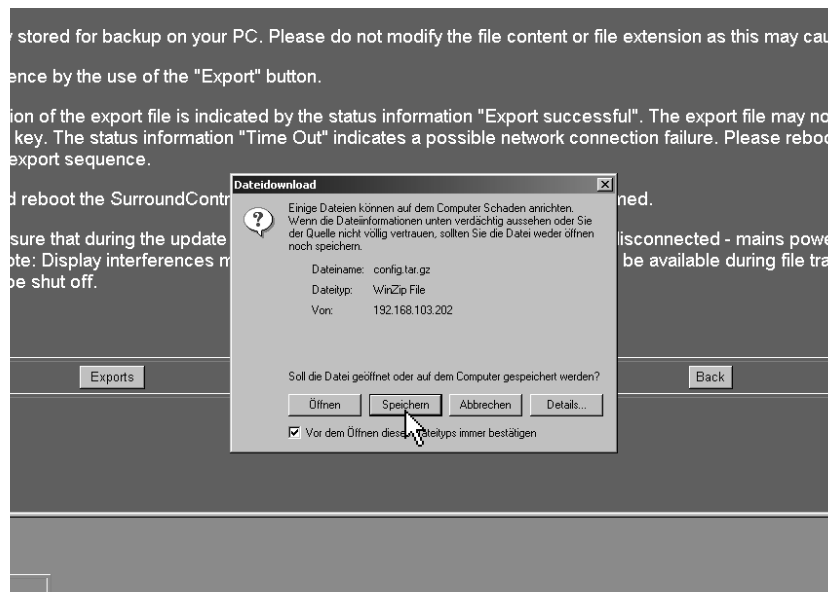 stored for backup on your PC. Please do not modify the file content or file extension as this may cau
ence by the use of the "Export" button.
ion of the export file is indicated by the status information "Export successful". The export file may no
key. The status information "Time Out" indicates a possible network connection failure. Please reboo
export sequence.
d reboot the SurroundContr
med.
sure that during the update
disconnected - mains powe
ote: Display interferences m
be available during file tra
be shut off.
Dateidownload
Einige Dateien können auf dem Computer Schaden anrichten.
Wenn die Dateiinformationen unten verdächtig aussehen oder Sie
der Quelle nicht völlig vertrauen, sollten Sie die Datei weder öffnen
noch speichern.
Dateiname: config.tar.gz
Dateityp: WinZip File
Von: 192.168.103.202
Soll die Datei geöffnet oder auf dem Computer gespeichert werden?
Öffnen Speichern Abbrechen Details...
Vor dem Öffnen dieses Dateityps immer bestätigen
Exports
Back